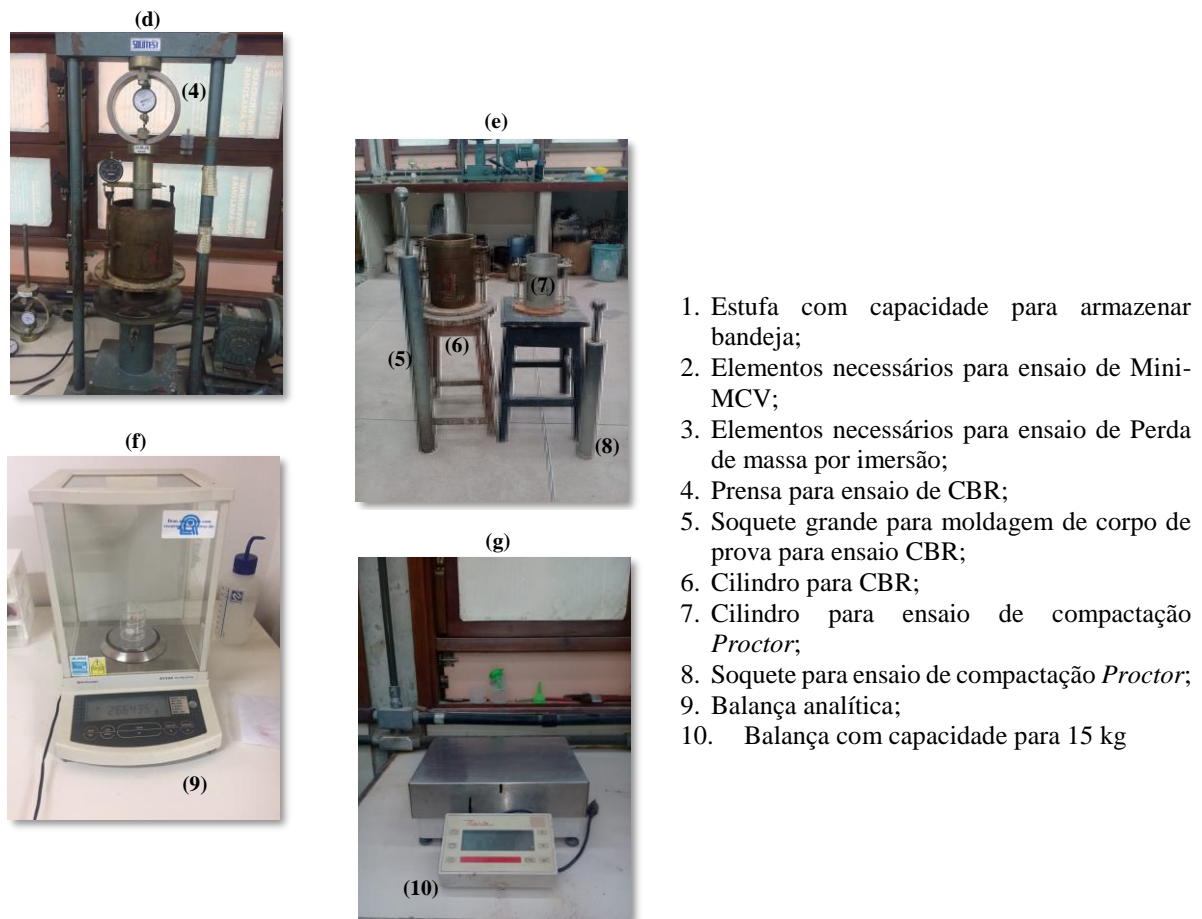 (d)
SOLOTEST
(4)
(e)
(7)
(5)
(6)
(8)
(f)
(9)
(g)
(10)
1. Estufa com capacidade para armazenar
bandeja;
2. Elementos necessários para ensaio de Mini-
MCV;
3. Elementos necessários para ensaio de Perda
de massa por imersão;
4. Prensa para ensaio de CBR;
5. Soquete grande para moldagem de corpo de
prova para ensaio CBR;
6. Cilindro para CBR;
7. Cilindro para ensaio de compactação
Proctor;
8. Soquete para ensaio de compactação Proctor;
9. Balança analítica;
10. Balança com capacidade para 15 kg